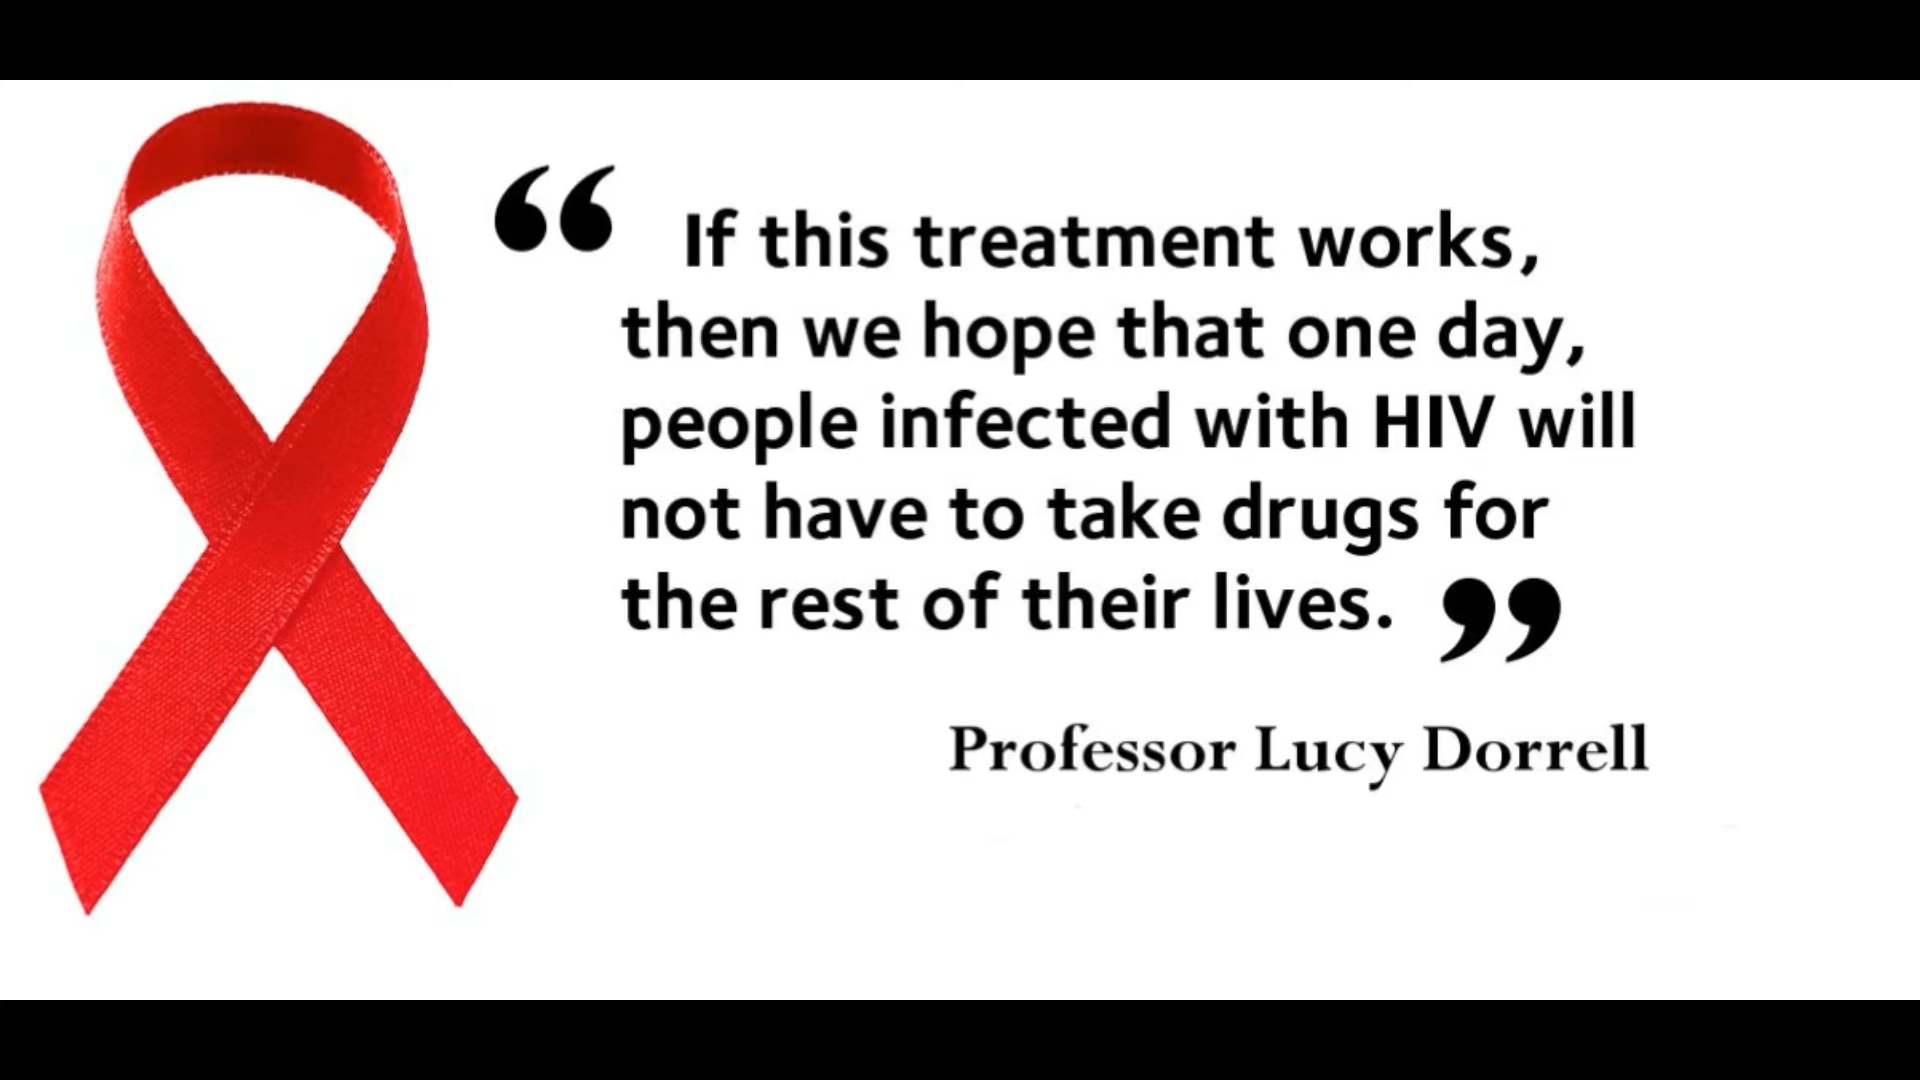 “ If this treatment works,
then we hope that one day,
people infected with HIV will
not have to take drugs for
the rest of their lives. ”
Professor Lucy Dorrell